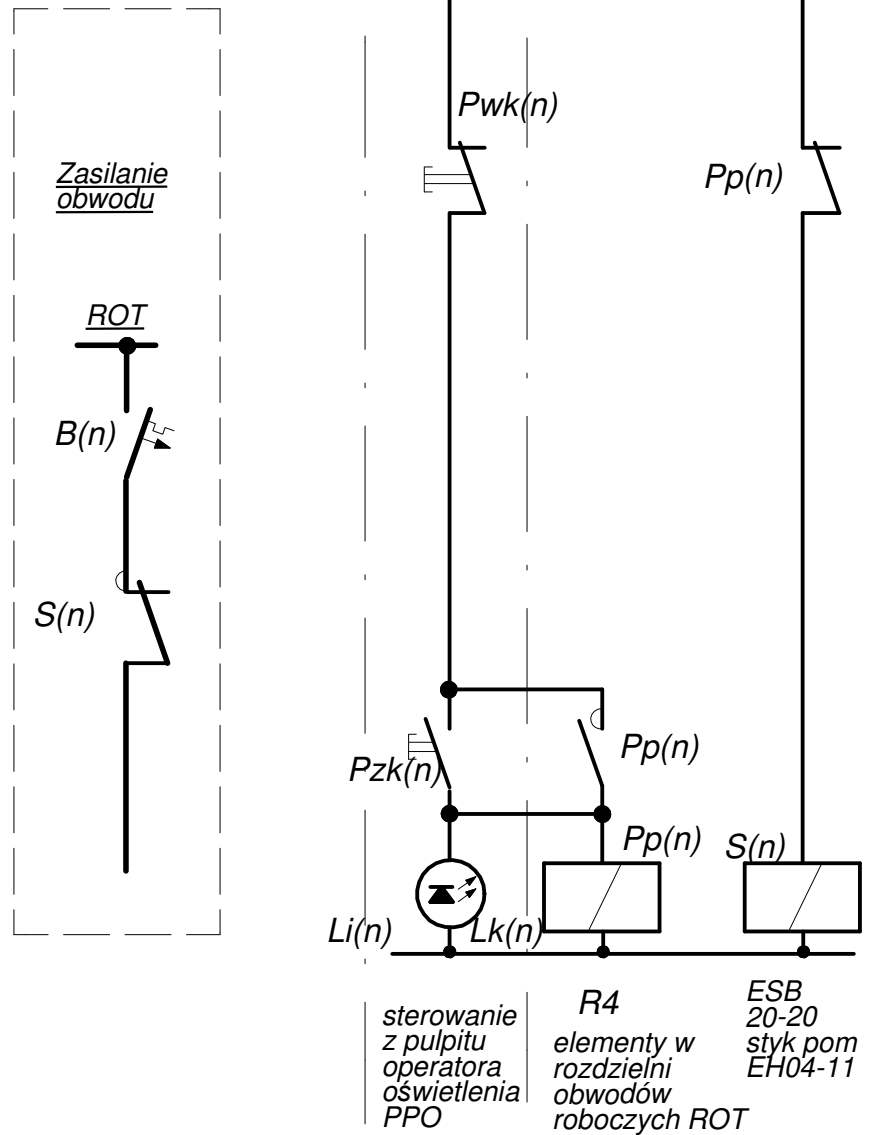 Zasilanie
obwodu
ROT
B(n)
S(n)
Pwk(n)
Pp(n)
Pzk(n)
Pp(n)
Pp(n)
S(n)
Li(n)
Lk(n)
sterowanie
z pulpitu
operatora
oświetlenia
PPO
R4
elementy w
rozdzielni
obwodów
roboczych ROT
ESB
20-20
styk pom
EH04-11